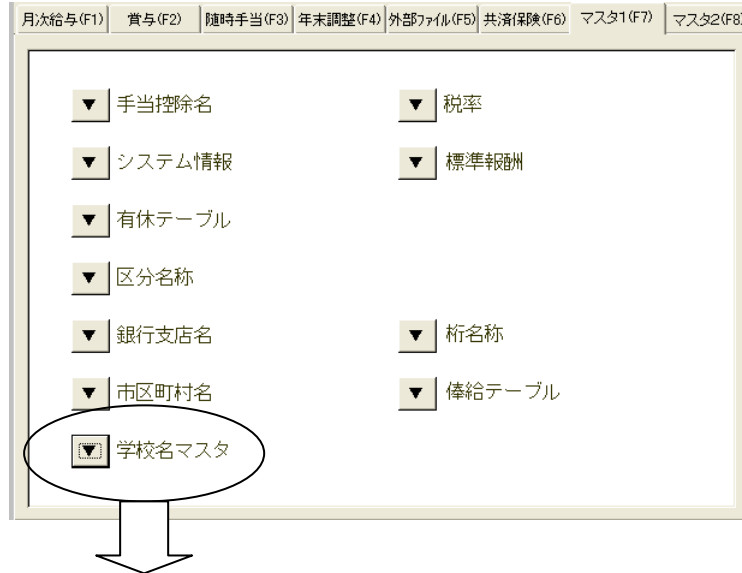 月次給与(F1) 賞与(F2) 随時手当(F3) 年末調整(F4) 外部ファイル(F5) 共済保険(F6) マスタ1(F7) マスタ2(F8)
手当控除名 税率
システム情報 標準報酬
有休テーブル
区分名称
銀行支店名 桁名称
市区町村名 俸給テーブル
学校名マスタ